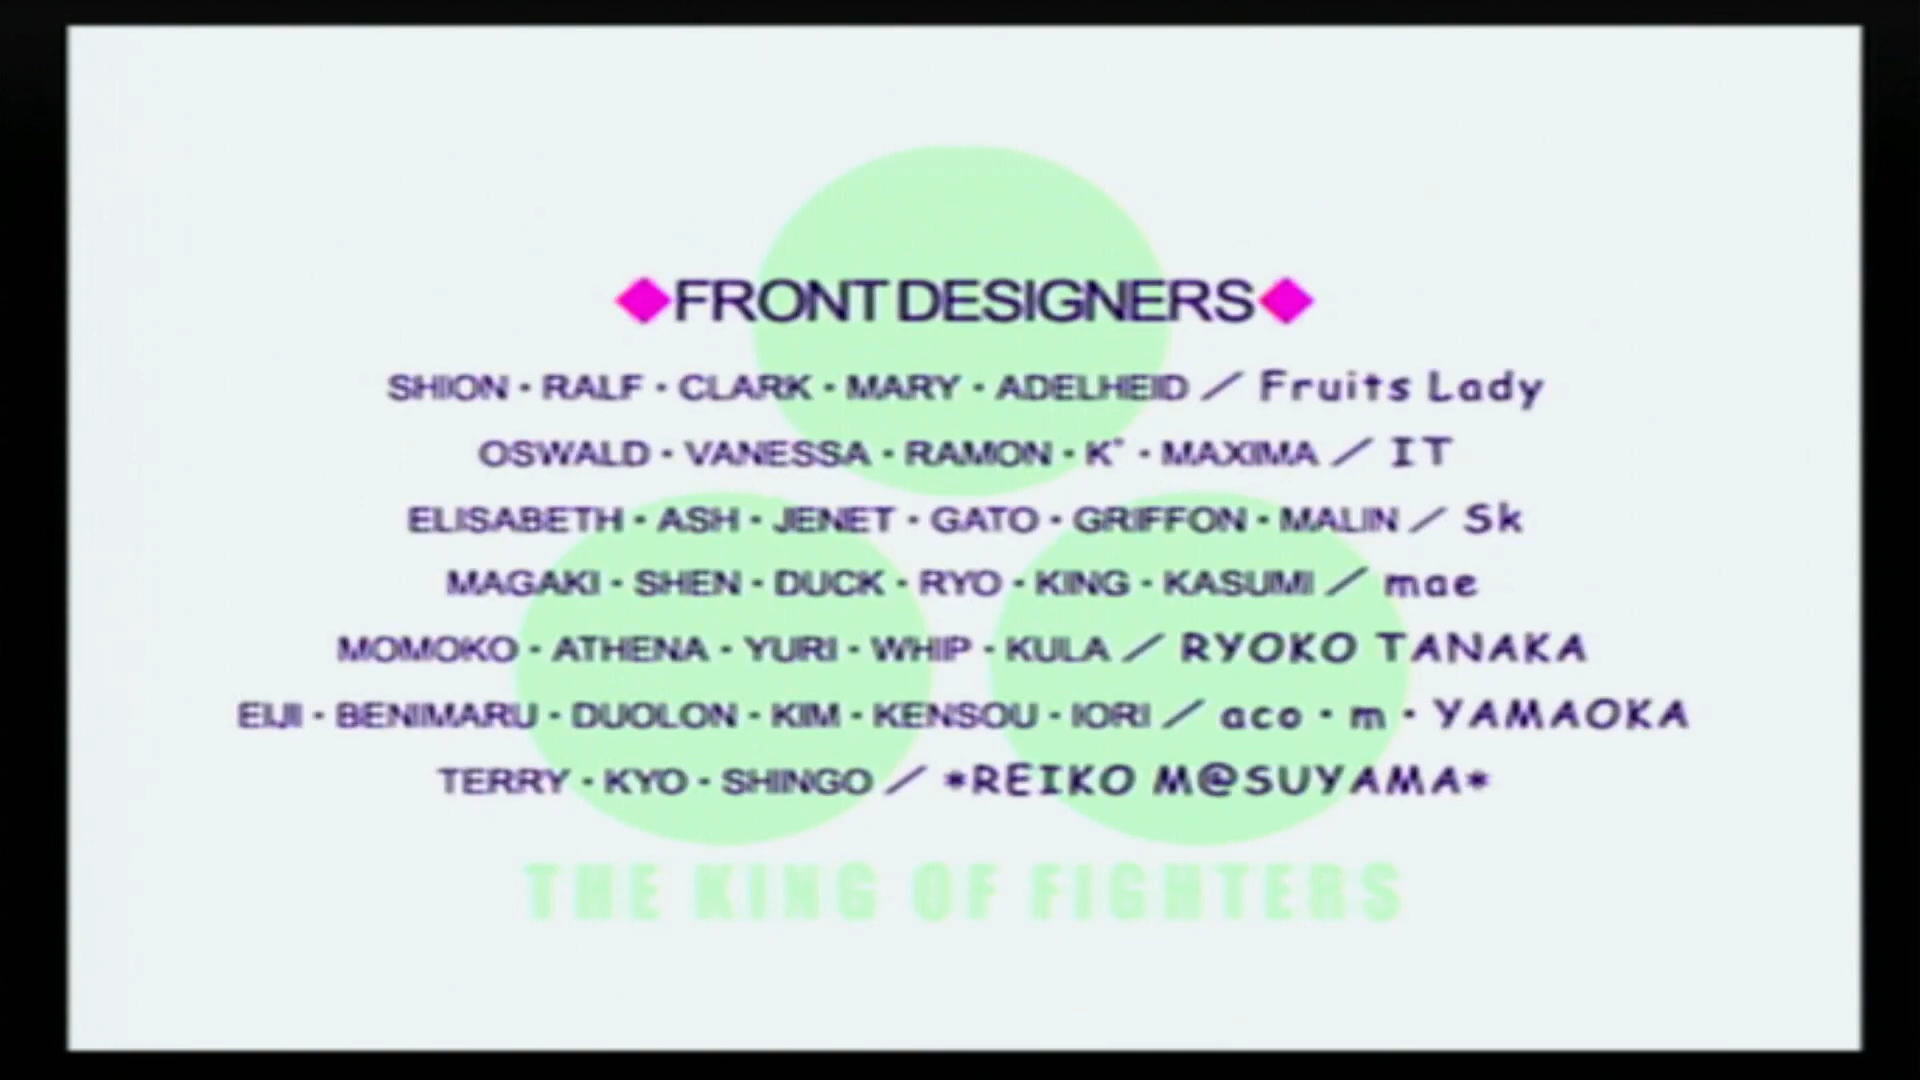 ◆FRONT DESIGNERS◆
SHION・RALF・CLARK・MARY・ADELHEID／Fruits Lady
OSWALD・VANESSA・RAMON・K゜・MAXIMA／IT
ELISABETH・ASH・JENET・GATO・GRIFFON・MALIN／Sk
MAGAKI・SHEN・DUCK・RYO・KING・KASUMI／mae
MOMOKO・ATHENA・YURI・WHIP・KULA／RYOKO TANAKA
EIJI・BENIMARU・DUOLON・KIM・KENSOU・IORI／aco・m・YAMAOKA
TERRY・KYO・SHINGO／*REIKO M@SUYAMA*
THE KING OF FIGHTERS